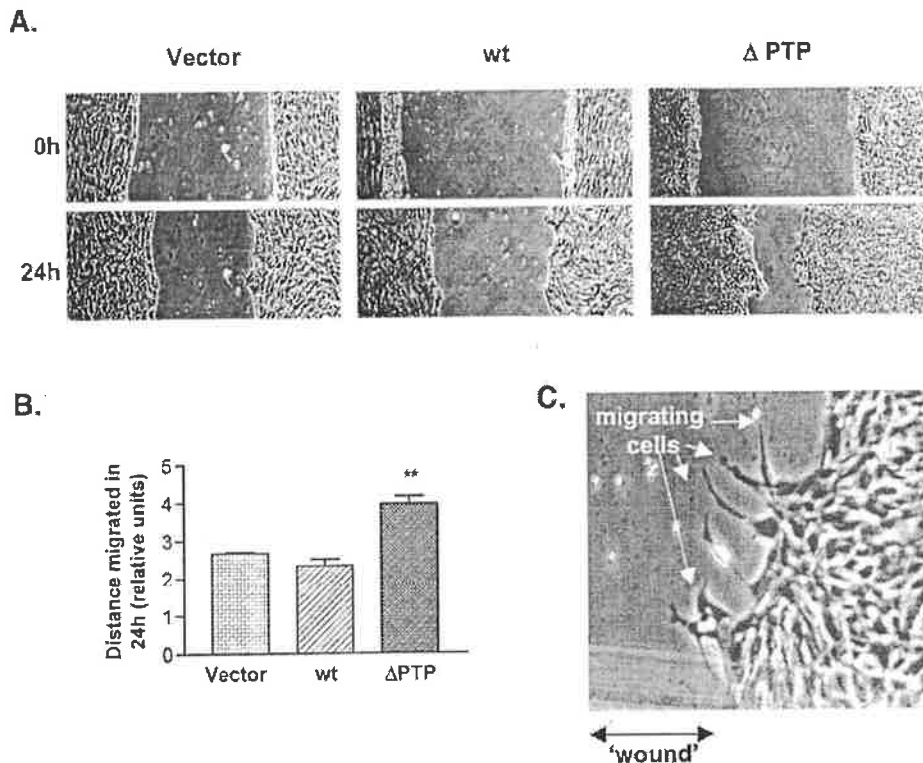 A.
Vector wt Δ PTP
0h
24h
B.
Distance migrated in
24h (relative units)
5
4
3
2
1
0
**
Vector wt ΔPTP
C.
migrating
cells
'wound'